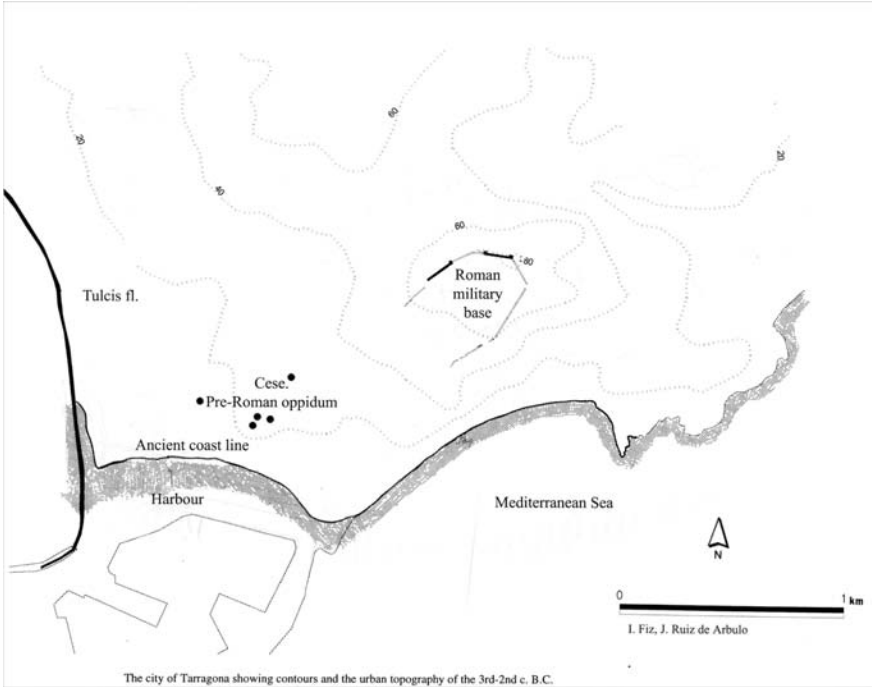 60
20
60
20
40
60
:80
Roman
military
base
Tulcis fl.
Cese.
Pre-Roman oppidum
Ancient coast line
Harbour
Mediterranean Sea
N
0 1 km
I. Fiz, J. Ruiz de Arbulo
The city of Tarragona showing contours and the urban topography of the 3rd-2nd c. B.C.